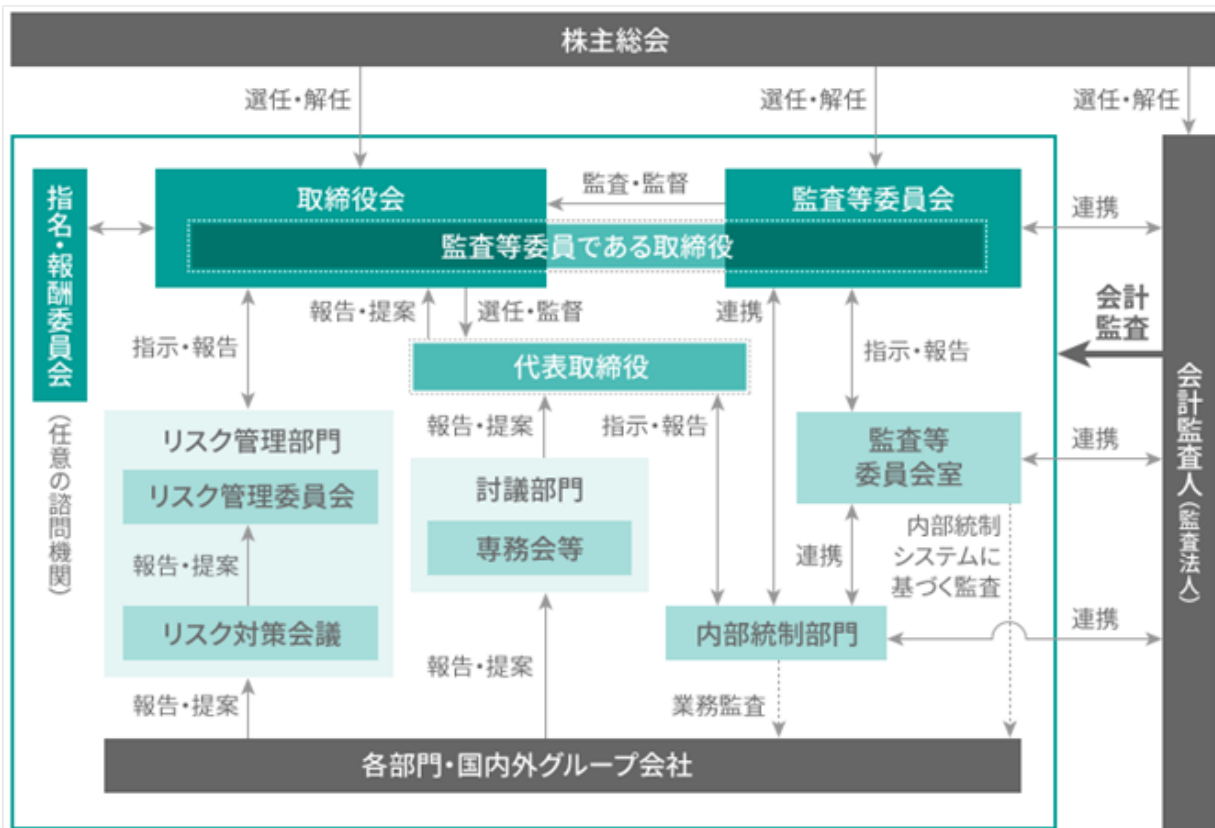 株主総会
選任・解任
選任・解任
選任・解任
指名・報酬委員会
(任意の諮問機関)
取締役会
監査・監督
監査等委員会
監査等委員である取締役
連携
会計
監査
会計監査人(監査法人)
報告・提案
選任・監督
連携
指示・報告
指示・報告
代表取締役
報告・提案
指示・報告
リスク管理部門
リスク管理委員会
報告・提案
リスク対策会議
討議部門
専務会等
監査等
委員会室
連携
連携
内部統制
システムに
基づく監査
内部統制部門
連携
報告・提案
報告・提案
業務監査
各部門・国内外グループ会社